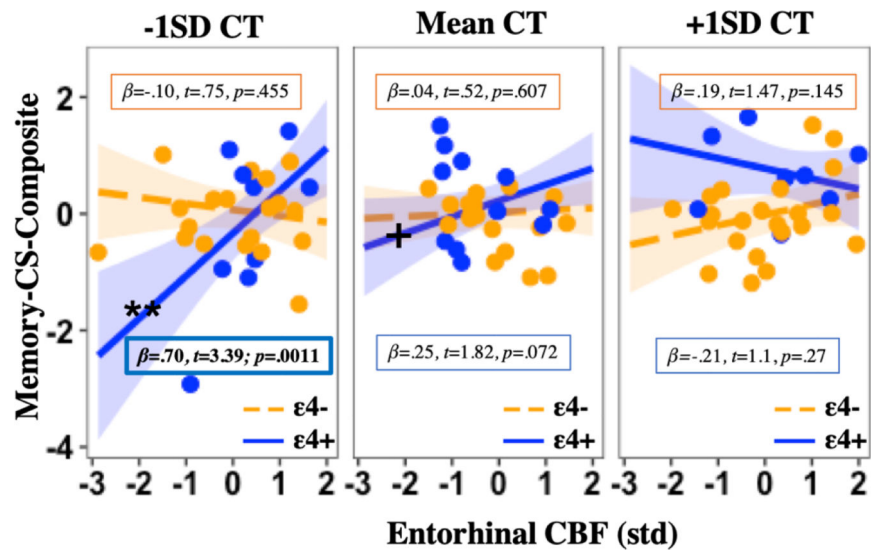 -1SD CT Mean CT +1SD CT
β=-.10, t=.75, p=.455 β=.04, t=.52, p=.607 β=.19, t=1.47, p=.145
2
0
-2
-4
Memory-CS-Composite
**
+
β=.70, t=3.39; p=.0011 β=.25, t=1.82, p=.072 β=-.21, t=1.1, p=.27
ε4- ε4- ε4-
ε4+ ε4+ ε4+
-3 -2 -1 0 1 2 -3 -2 -1 0 1 2 -3 -2 -1 0 1 2
Entorhinal CBF (std)